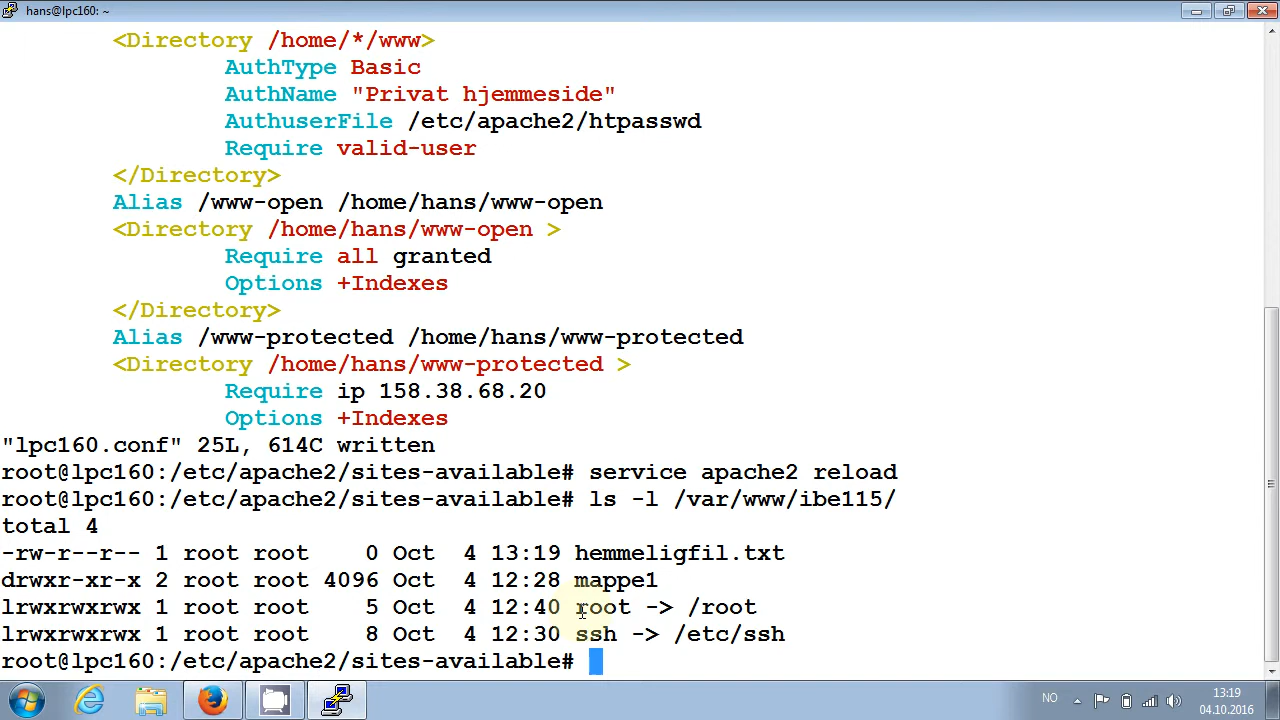 hans@lpc160: ~
<Directory /home/*/www>
AuthType Basic
AuthName "Privat hjemmeside"
AuthuserFile /etc/apache2/htpasswd
Require valid-user
</Directory>
Alias /www-open /home/hans/www-open
<Directory /home/hans/www-open >
Require all granted
Options +Indexes
</Directory>
Alias /www-protected /home/hans/www-protected
<Directory /home/hans/www-protected >
Require ip 158.38.68.20
Options +Indexes
"lpc160.conf" 25L, 614C written
root@lpc160:/etc/apache2/sites-available# service apache2 reload
root@lpc160:/etc/apache2/sites-available# ls -l /var/www/ibe115/
total 4
-rw-r--r-- 1 root root    0 Oct  4 13:19 hemmeligfil.txt
drwxr-xr-x 2 root root 4096 Oct  4 12:28 mappe1
lrwxrwxrwx 1 root root    5 Oct  4 12:40 root -> /root
lrwxrwxrwx 1 root root    8 Oct  4 12:30 ssh -> /etc/ssh
root@lpc160:/etc/apache2/sites-available#
NO
13:19
04.10.2016